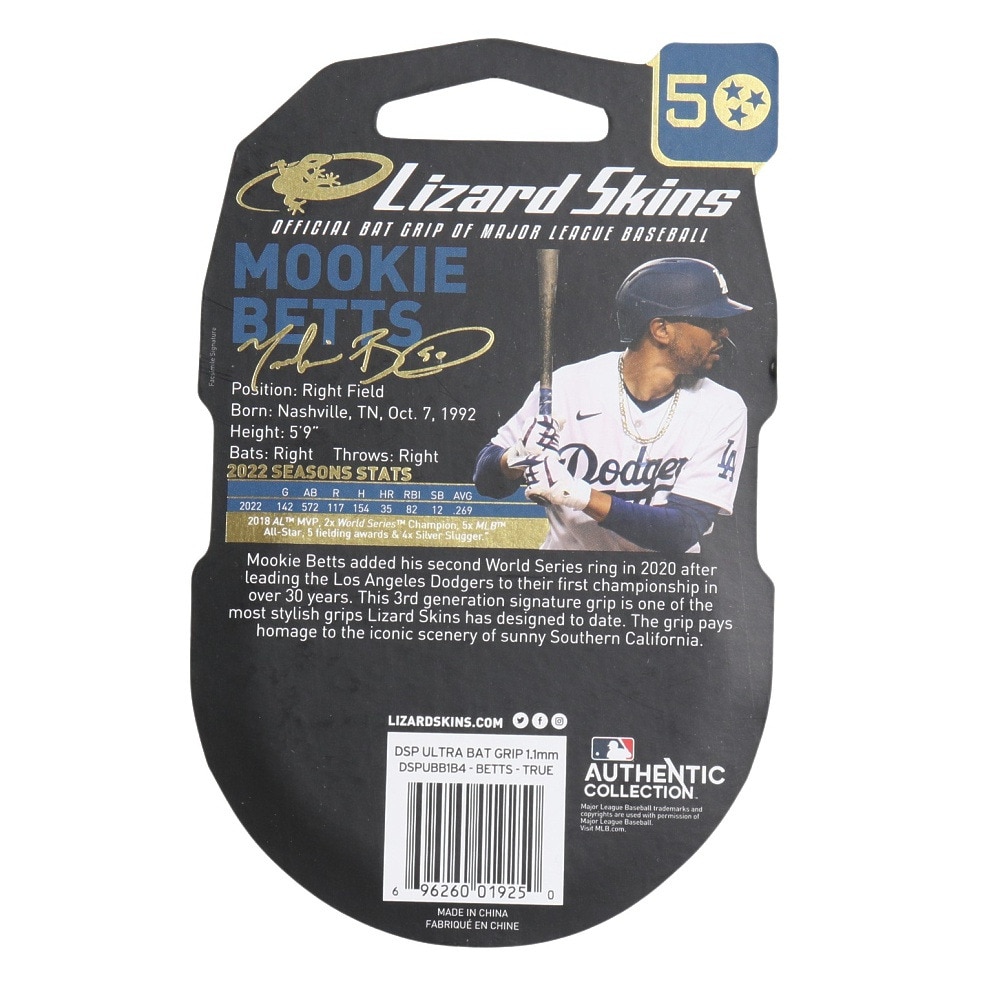 50
Lizard Skins
OFFICIAL BAT GRIP OF MAJOR LEAGUE BASEBALL
MOOKIE
BETTS
Mookie B 50
Facsimile Signature
Position: Right Field
Born: Nashville, TN, Oct. 7, 1992
Height: 5'9"
Bats: Right Throws: Right
2022 SEASONS STATS
G AB R H HR RBI SB AVG
2022 142 572 117 154 35 82 12 .269
2018 AL™ MVP, 2x World Series™ Champion, 5x MLB™
All-Star, 5 fielding awards & 4x Silver Slugger.™
Dodgers
LA
Mookie Betts added his second World Series ring in 2020 after
leading the Los Angeles Dodgers to their first championship in
over 30 years. This 3rd generation signature grip is one of the
most stylish grips Lizard Skins has designed to date. The grip pays
homage to the iconic scenery of sunny Southern California.
LIZARDSKINS.COM
DSP ULTRA BAT GRIP 1.1mm
DSPUBB1B4 - BETTS - TRUE
6 96260 01925 0
MADE IN CHINA
FABRIQUÉ EN CHINE
AUTHENTIC
COLLECTION™
Major League Baseball trademarks and
copyrights are used with permission of
Major League Baseball.
Visit MLB.com.